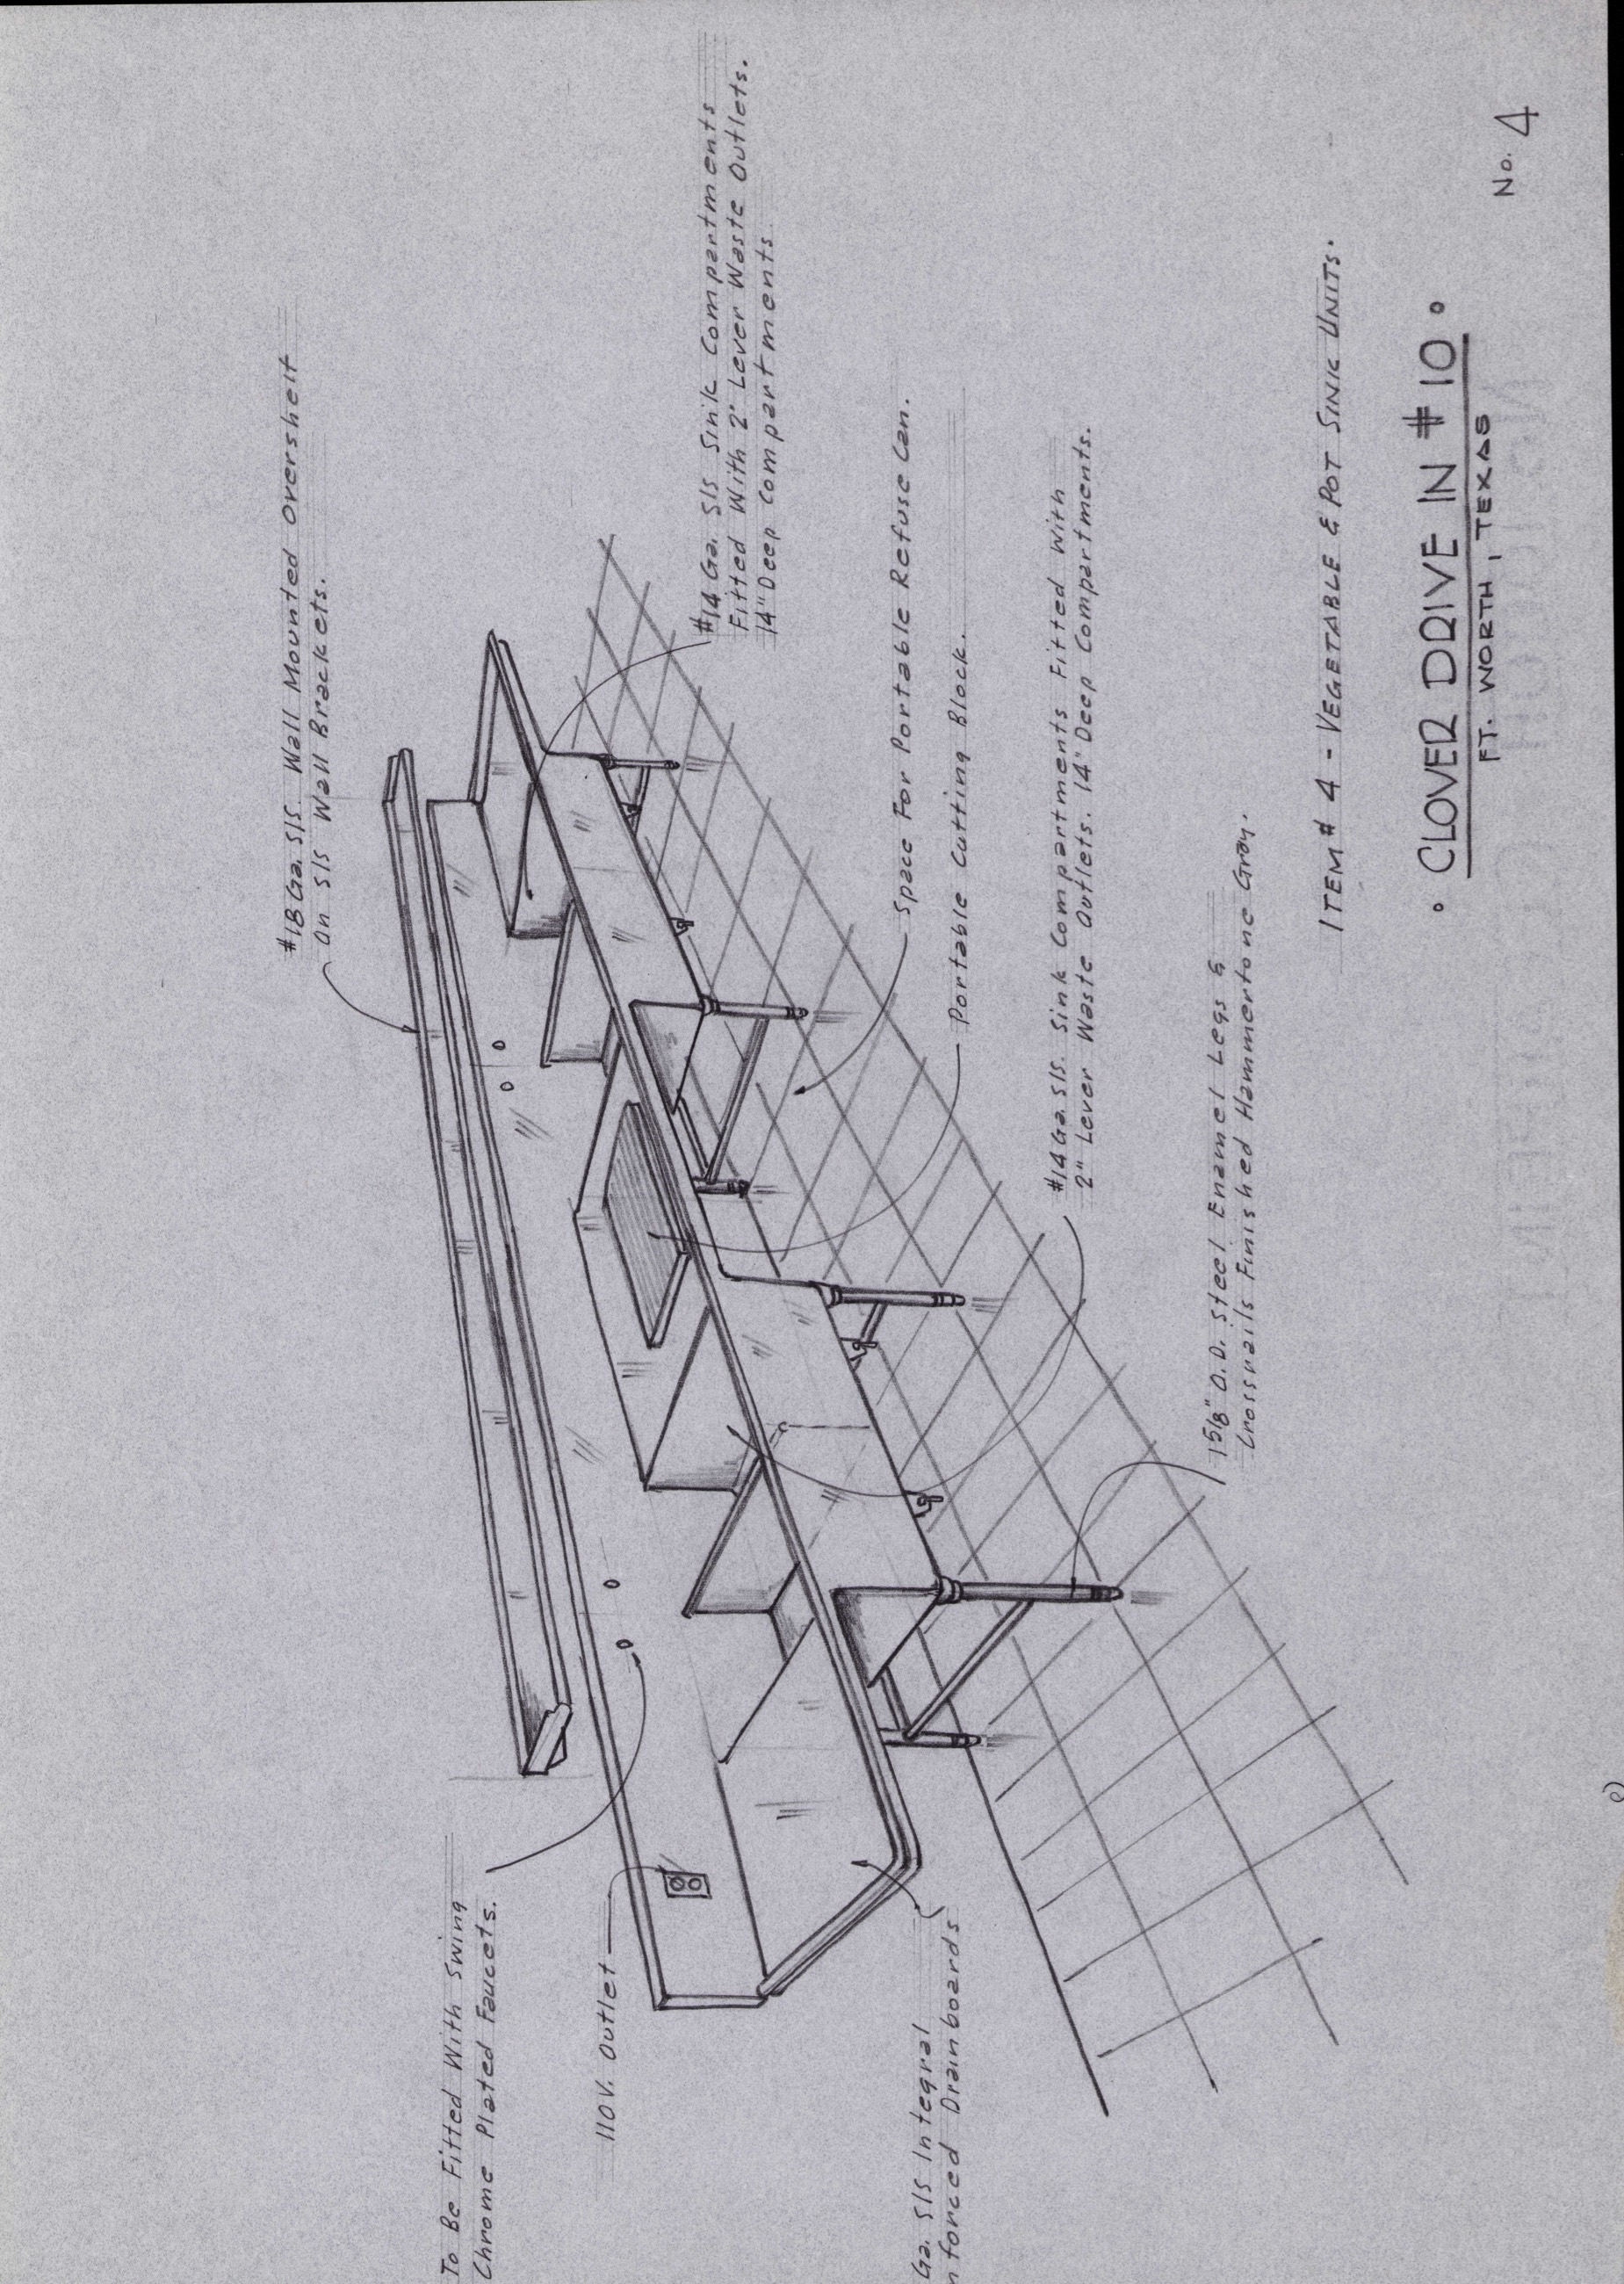 #18 Ga. S/S. Wall Mounted Overshelf
On S/S Wall Brackets.
To Be Fitted With Swing
Chrome Plated Faucets.
110 V. Outlet
#14 Ga. S/S Sink Compartments
Fitted With 2" Lever Waste Outlets.
14" Deep Compartments
Space For Portable Refuse Can.
Portable Cutting Block.
Ga. S/S Integral
forced Drainboards
#14 Ga. S/S. Sink Compartments Fitted With
2" Lever Waste Outlets. 14" Deep Compartments.
1 5/8" O.D. Steel Enamel Legs &
Crossrails Finished Hammertone Gray.
ITEM # 4 - VEGETABLE & POT SINK UNITS.
• CLOVER DRIVE IN # 10 •
FT. WORTH, TEXAS
No. 4